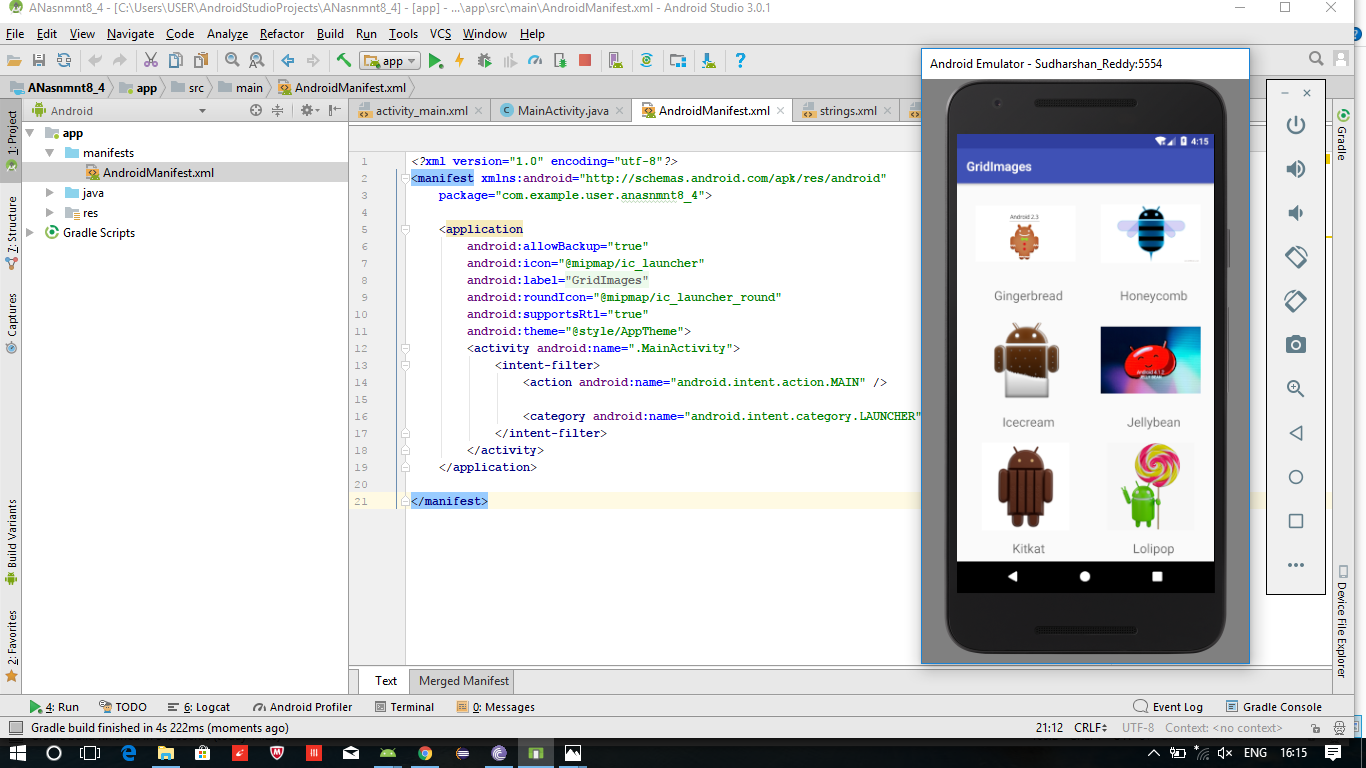 ANasnmnt8_4 - [C:\Users\USER\AndroidStudioProjects\ANasnmnt8_4] - [app] - ...\app\src\main\AndroidManifest.xml - Android Studio 3.0.1
File Edit View Navigate Code Analyze Refactor Build Run Tools VCS Window Help
app
ANasnmnt8_4 app src main AndroidManifest.xml
Android
activity_main.xml MainActivity.java AndroidManifest.xml strings.xml
1: Project
Z: Structure
Captures
Build Variants
2: Favorites
app
manifests
AndroidManifest.xml
java
res
Gradle Scripts
1 <?xml version="1.0" encoding="utf-8"?>
2 <manifest xmlns:android="http://schemas.android.com/apk/res/android"
3 package="com.example.user.anasnmnt8_4">
4
5 <application
6 android:allowBackup="true"
7 android:icon="@mipmap/ic_launcher"
8 android:label="GridImages"
9 android:roundIcon="@mipmap/ic_launcher_round"
10 android:supportsRtl="true"
11 android:theme="@style/AppTheme">
12 <activity android:name=".MainActivity">
13 <intent-filter>
14 <action android:name="android.intent.action.MAIN" />
15
16 <category android:name="android.intent.category.LAUNCHER"
17 </intent-filter>
18 </activity>
19 </application>
20
21 </manifest>
Android Emulator - Sudharshan_Reddy:5554
4:15
GridImages
Android 2.3
Gingerbread Honeycomb
Android 4.1.2
JELLY BEAN
Icecream Jellybean
Kitkat Lolipop
Gradle
Device File Explorer
Text Merged Manifest
4: Run TODO 6: Logcat Android Profiler Terminal 0: Messages Event Log Gradle Console
Gradle build finished in 4s 222ms (moments ago) 21:12 CRLF÷ UTF-8 Context: <no context>
ENG 16:15